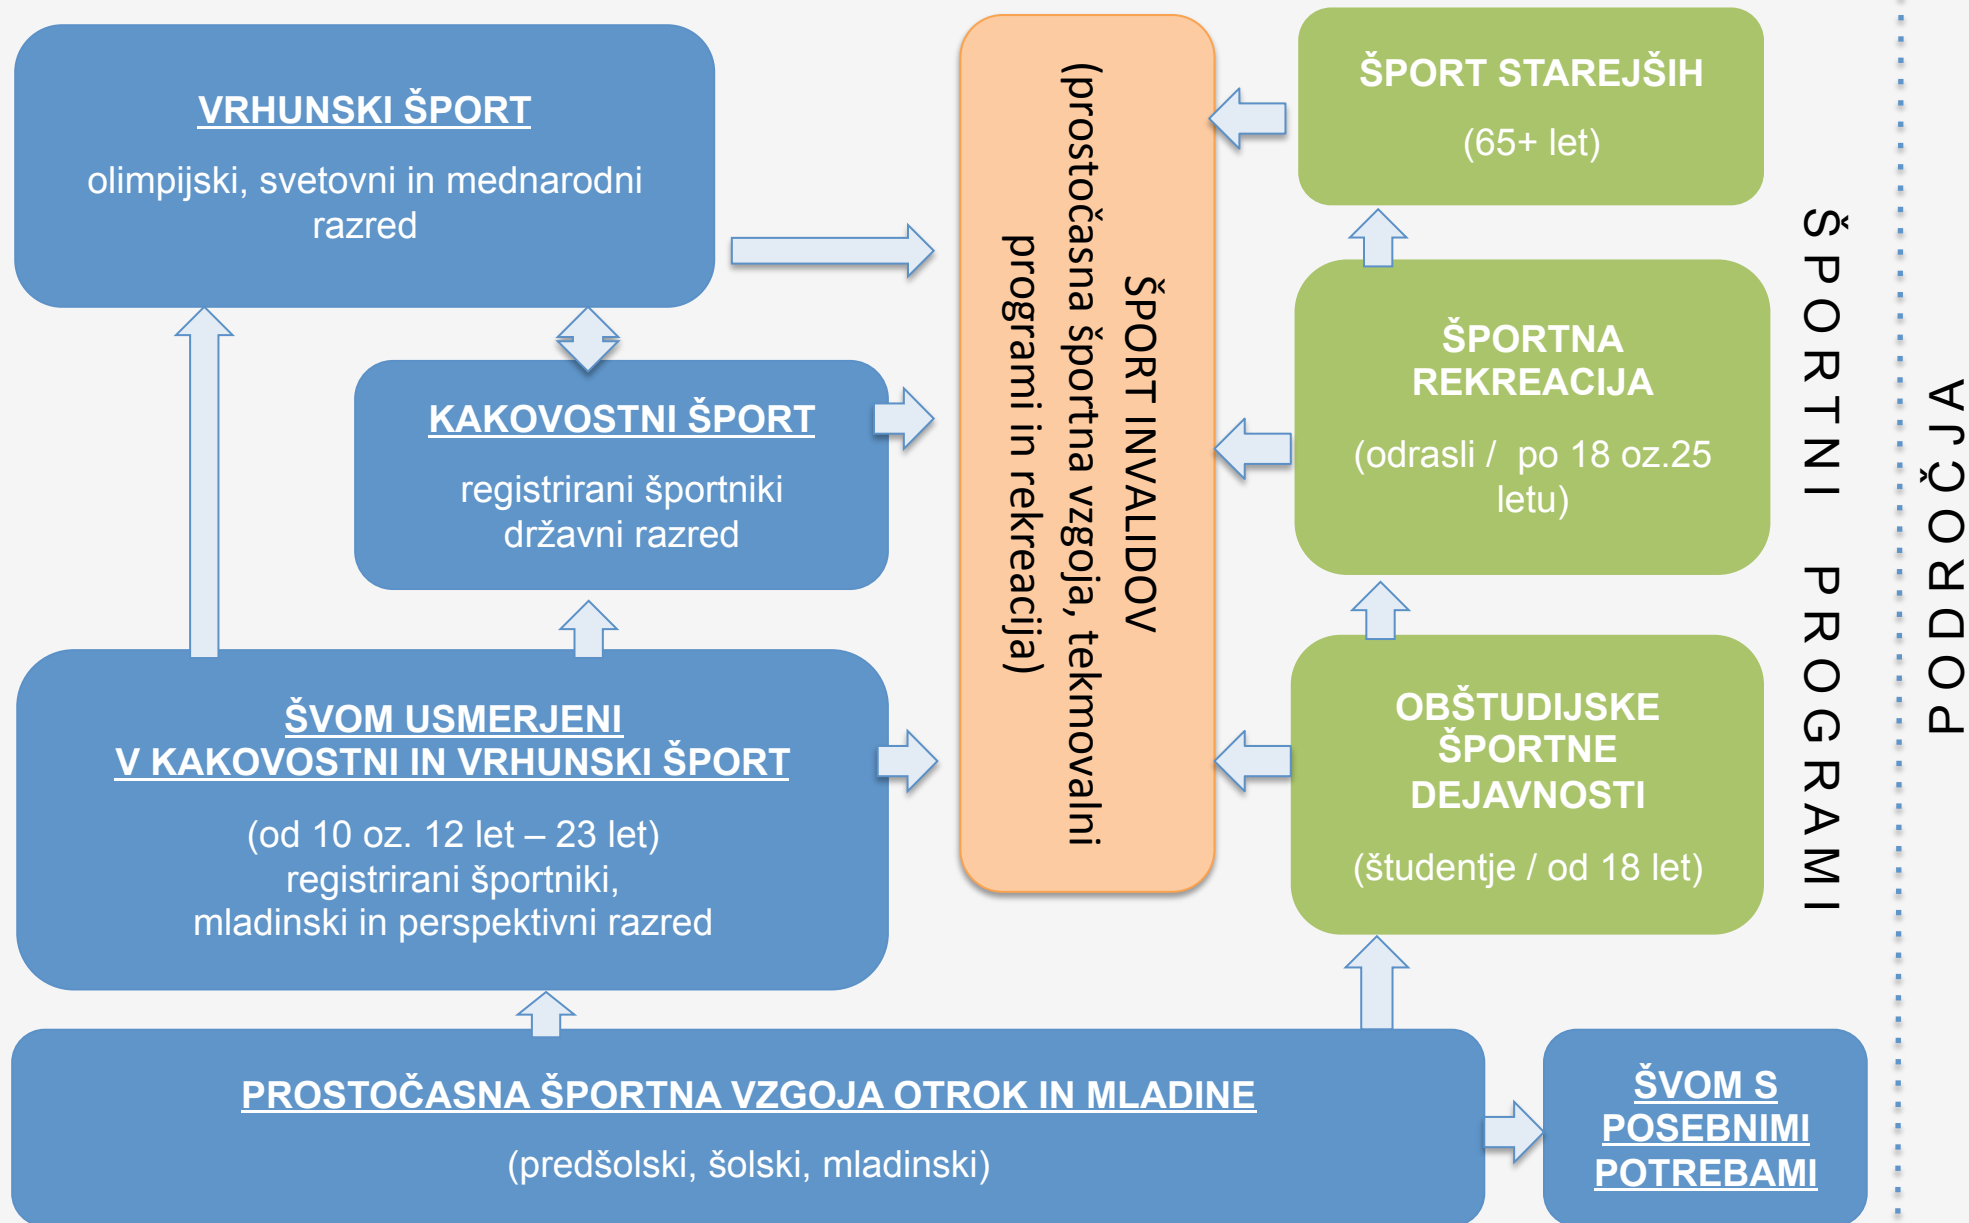 VRHUNSKI ŠPORT
olimpijski, svetovni in mednarodni
razred
KAKOVOSTNI ŠPORT
registrirani športniki
državni razred
ŠVOM USMERJENI
V KAKOVOSTNI IN VRHUNSKI ŠPORT
(od 10 oz. 12 let – 23 let)
registrirani športniki,
mladinski in perspektivni razred
PROSTOČASNA ŠPORTNA VZGOJA OTROK IN MLADINE
(predšolski, šolski, mladinski)
ŠPORT INVALIDOV
(prostočasna športna vzgoja, tekmovalni
programi in rekreacija)
ŠPORT STAREJŠIH
(65+ let)
ŠPORTNA
REKREACIJA
(odrasli / po 18 oz.25
letu)
OBŠTUDIJSKE
ŠPORTNE
DEJAVNOSTI
(študentje / od 18 let)
ŠVOM S
POSEBNIMI
POTREBAMI
ŠPORTNI PROGRAMI
PODROČJA